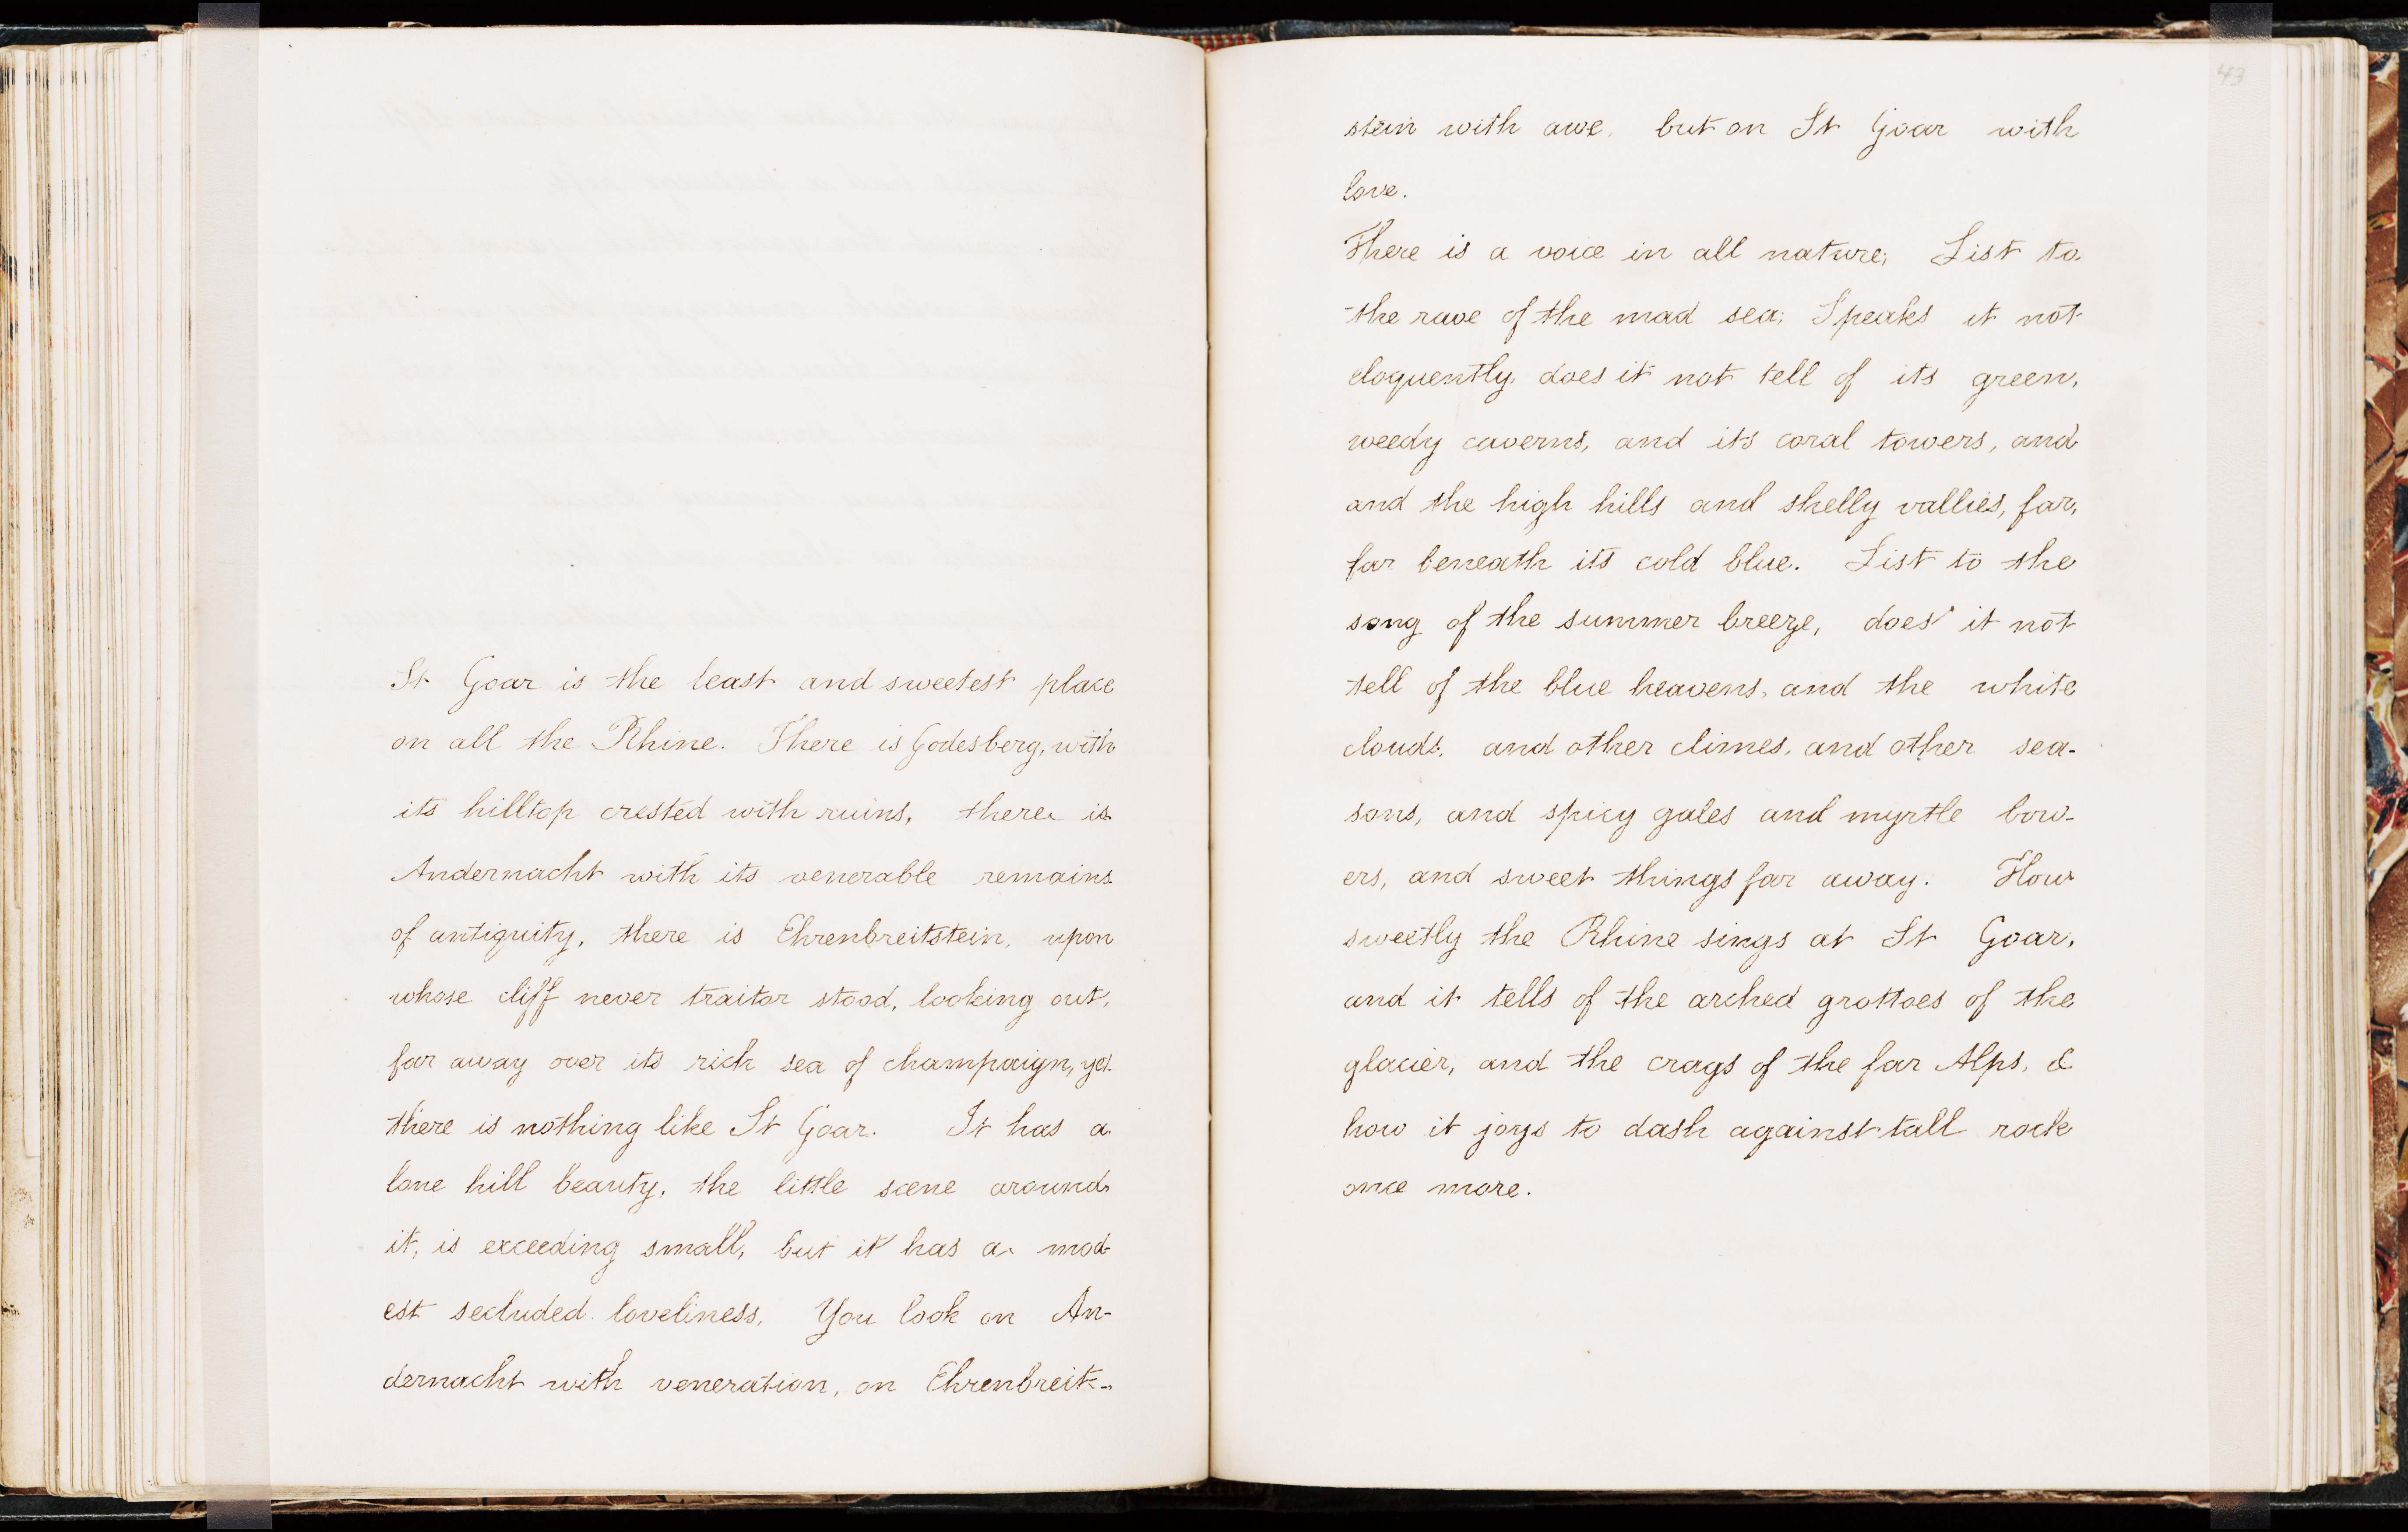 St Goar is the least and sweetest place
on all the Rhine. There is Godesberg, with
its hilltop crested with ruins, there is
Andernacht with its venerable remains
of antiquity, there is Ehrenbreitstein, upon
whose cliff never traitor stood, looking out,
far away over its rich sea of champaign, yet
there is nothing like St Goar. It has a
lone hill beauty, the little scene around
it, is exceeding small, but it has a mod-
est secluded loveliness, You look on An-
dernacht with veneration, on Ehrenbreit-
43
stein with awe, but on St Goar with
love.
There is a voice in all nature; List to
the rave of the mad sea; Speaks it not
eloquently, does it not tell of its green,
weedy caverns, and its coral towers, and
and the high hills and shelly vallies, far,
far beneath its cold blue. List to the
song of the summer breeze, does it not
tell of the blue heavens, and the white
clouds, and other climes, and other sea-
sons, and spicy gales and myrtle bow-
ers, and sweet things far away. How
sweetly the Rhine sings at St Goar,
and it tells of the arched grottoes of the
glacier, and the crags of the far Alps, &
how it joys to dash against tall rock
once more.